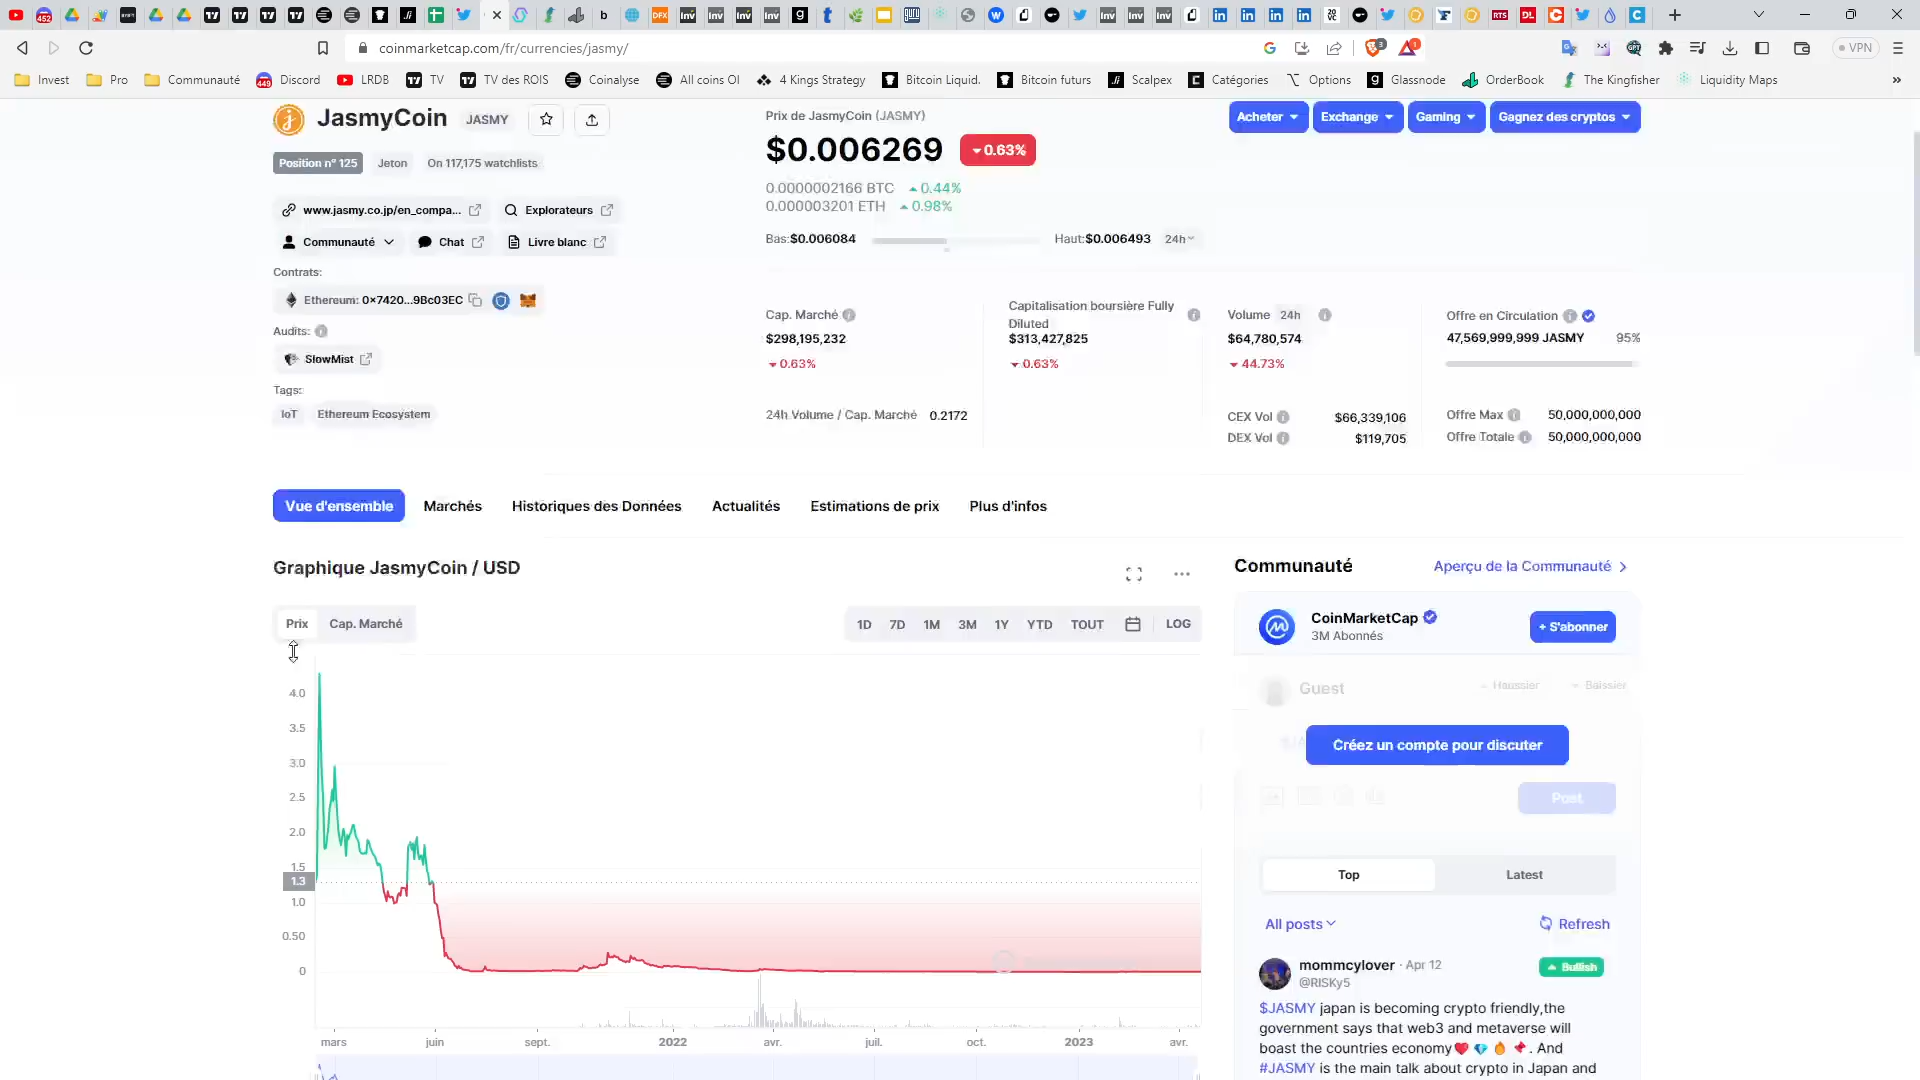 coinmarketcap.com/fr/currencies/jasmy/
VPN
Invest
Pro
Communauté
Discord
LRDB
TV
TV des ROIS
Coinalyse
All coins OI
4 Kings Strategy
Bitcoin Liquid.
Bitcoin futurs
Scalpex
Catégories
Options
Glassnode
OrderBook
The Kingfisher
Liquidity Maps
JasmyCoin JASMY
Position n° 125 Jeton On 117,175 watchlists
www.jasmy.co.jp/en_compa... Explorateurs
Communauté Chat Livre blanc
Contrats:
Ethereum: 0x7420...9Bc03EC
Audits:
SlowMist
Tags:
IoT Ethereum Ecosystem
Prix de JasmyCoin (JASMY)
$0.006269 0.63%
0.0000002166 BTC 0.44%
0.000003201 ETH 0.98%
Bas:$0.006084 Haut:$0.006493 24h
Acheter Exchange Gaming Gagnez des cryptos
Cap. Marché
$298,195,232
0.63%
24h Volume / Cap. Marché 0.2172
Capitalisation boursière Fully
Diluted
$313,427,825
0.63%
Volume 24h
$64,780,574
44.73%
CEX Vol $66,339,106
DEX Vol $119,705
Offre en Circulation
47,569,999,999 JASMY 95%
Offre Max 50,000,000,000
Offre Totale 50,000,000,000
Vue d'ensemble Marchés Historiques des Données Actualités Estimations de prix Plus d'infos
Graphique JasmyCoin / USD
Prix Cap. Marché
1D 7D 1M 3M 1Y YTD TOUT LOG
4.0
3.5
3.0
2.5
2.0
1.5
1.3
1.0
0.50
0
mars juin sept. 2022 avr. juil. oct. 2023 avr.
Communauté Aperçu de la Communauté
CoinMarketCap
3M Abonnés
+ S'abonner
Guest Haussier Baissier
Créez un compte pour discuter
Post
Top Latest
All posts Refresh
mommcylover · Apr 12
@RISKy5
Bullish
$JASMY japan is becoming crypto friendly,the
government says that web3 and metaverse will
boast the countries economy❤️ 💎 🔥 📌. And
#JASMY is the main talk about crypto in Japan and